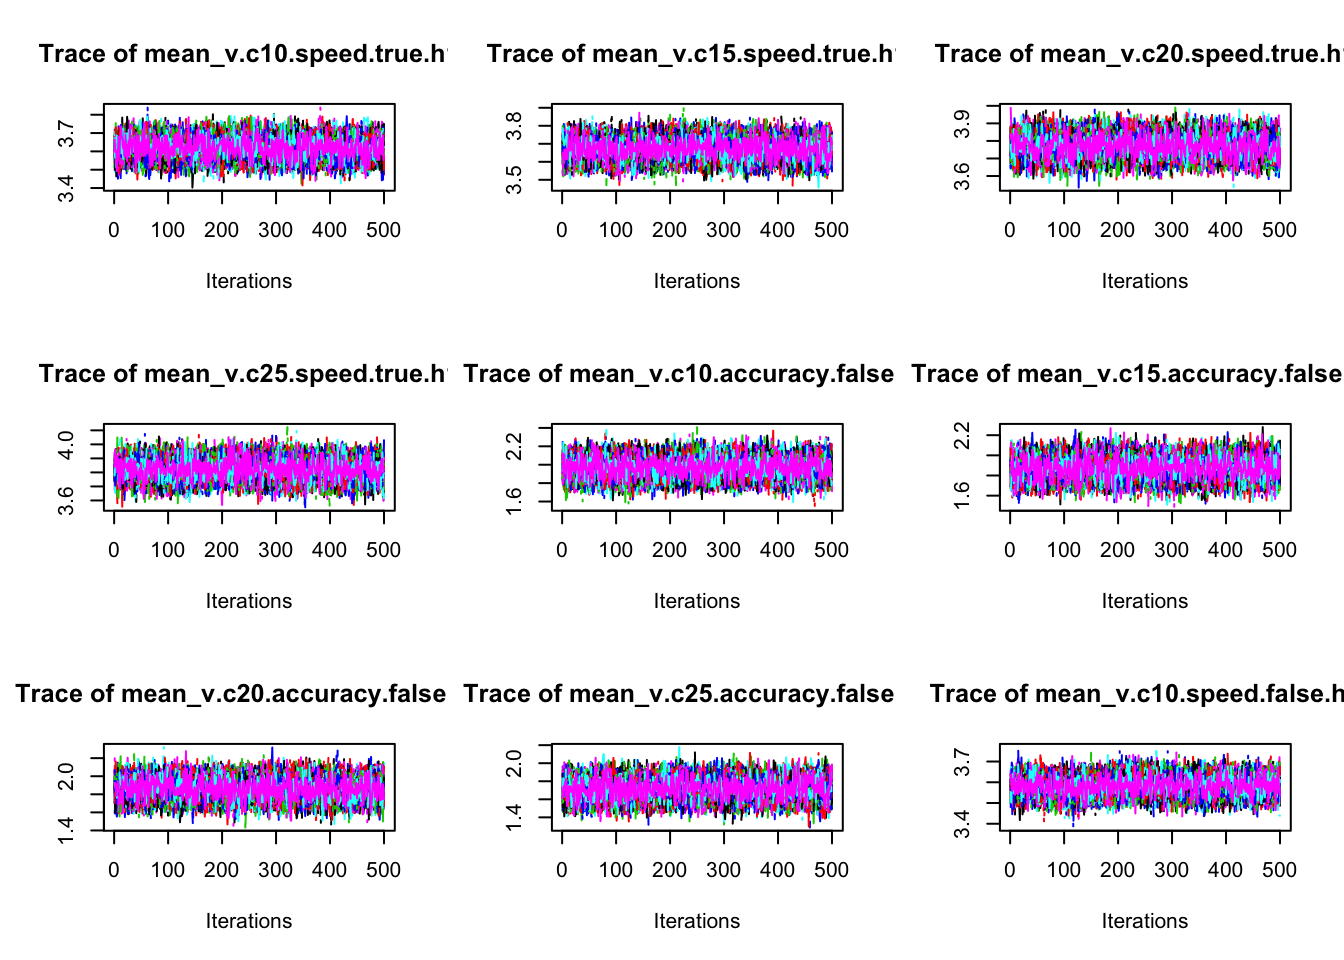 Trace of mean_v.c10.speed.true.h
Trace of mean_v.c15.speed.true.h
Trace of mean_v.c20.speed.true.h
3.4 3.7
3.5 3.8
3.6 3.9
0 100 200 300 400 500
0 100 200 300 400 500
0 100 200 300 400 500
Iterations
Iterations
Iterations
Trace of mean_v.c25.speed.true.h
Trace of mean_v.c10.accuracy.false
Trace of mean_v.c15.accuracy.false
3.6 4.0
1.6 2.2
1.6 2.2
0 100 200 300 400 500
0 100 200 300 400 500
0 100 200 300 400 500
Iterations
Iterations
Iterations
Trace of mean_v.c20.accuracy.false
Trace of mean_v.c25.accuracy.false
Trace of mean_v.c10.speed.false.h
1.4 2.0
1.4 2.0
3.4 3.7
0 100 200 300 400 500
0 100 200 300 400 500
0 100 200 300 400 500
Iterations
Iterations
Iterations